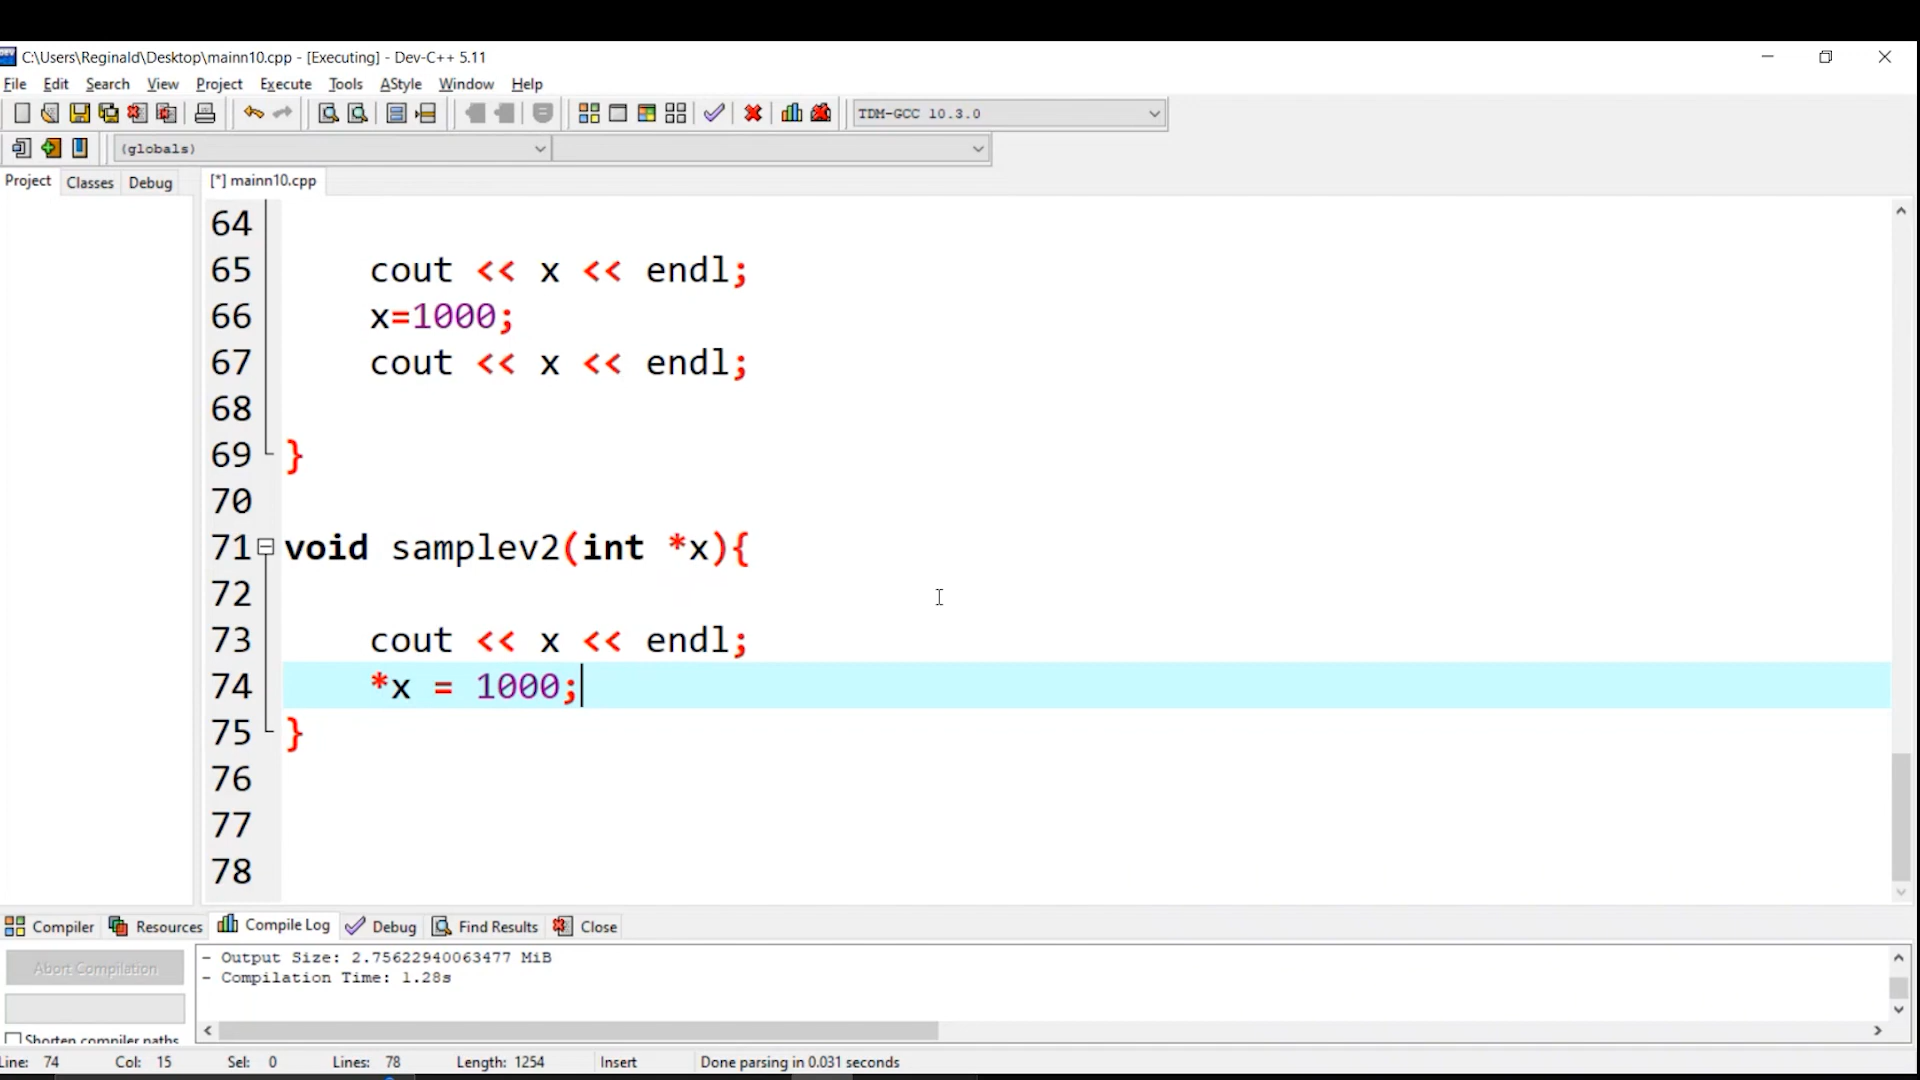 C:\Users\Reginald\Desktop\mainn10.cpp - [Executing] - Dev-C++ 5.11
File Edit Search View Project Execute Tools AStyle Window Help
TDM-GCC 10.3.0
(globals)
Project Classes Debug [*] mainn10.cpp
64
65 cout << x << endl;
66 x=1000;
67 cout << x << endl;
68
69 }
70
71 void samplev2(int *x){
72
73 cout << x << endl;
74 *x = 1000;
75 }
76
77
78
Compiler Resources Compile Log Debug Find Results Close
Abort Compilation
- Output Size: 2.75622940063477 MiB
- Compilation Time: 1.28s
Shorten compiler paths
Line: 74 Col: 15 Sel: 0 Lines: 78 Length: 1254 Insert Done parsing in 0.031 seconds